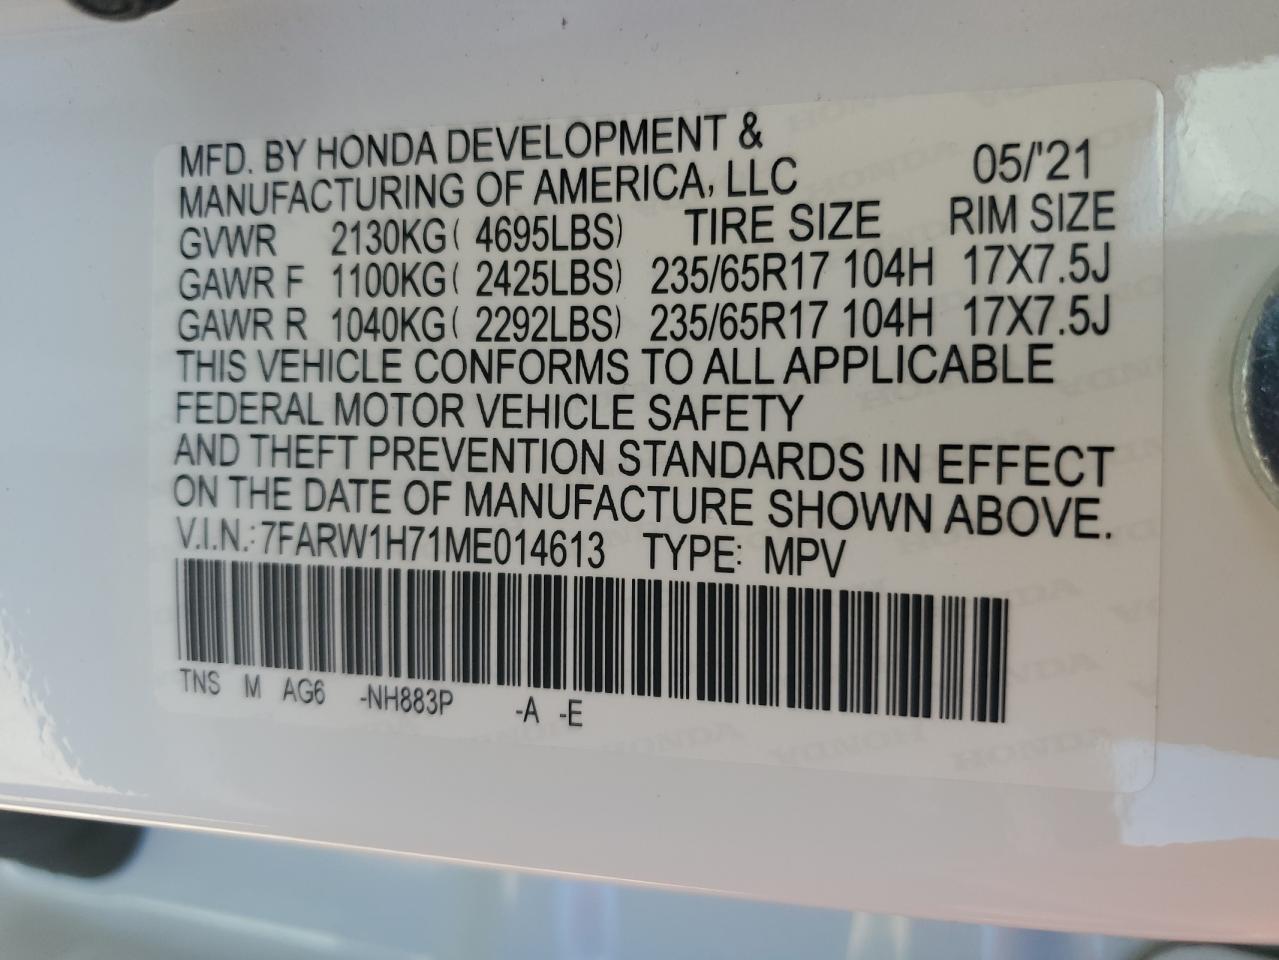 MFD. BY HONDA DEVELOPMENT &
MANUFACTURING OF AMERICA, LLC 05/'21
GVWR 2130KG( 4695LBS) TIRE SIZE RIM SIZE
GAWR F 1100KG( 2425LBS) 235/65R17 104H 17X7.5J
GAWR R 1040KG( 2292LBS) 235/65R17 104H 17X7.5J
THIS VEHICLE CONFORMS TO ALL APPLICABLE
FEDERAL MOTOR VEHICLE SAFETY
AND THEFT PREVENTION STANDARDS IN EFFECT
ON THE DATE OF MANUFACTURE SHOWN ABOVE.
V.I.N.: 7FARW1H71ME014613 TYPE: MPV
TNS M AG6 -NH883P -A -E